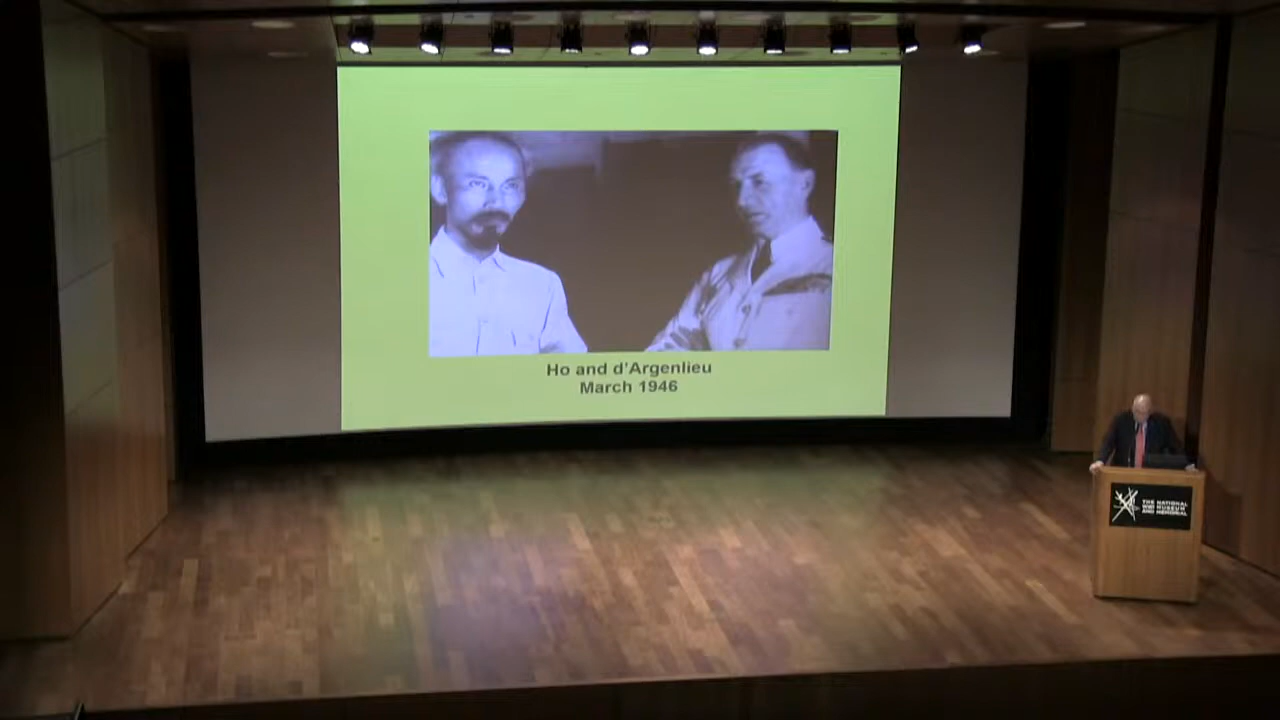 Ho and d'Argenlieu
March 1946
THE NATIONAL
WWI MUSEUM
AND MEMORIAL